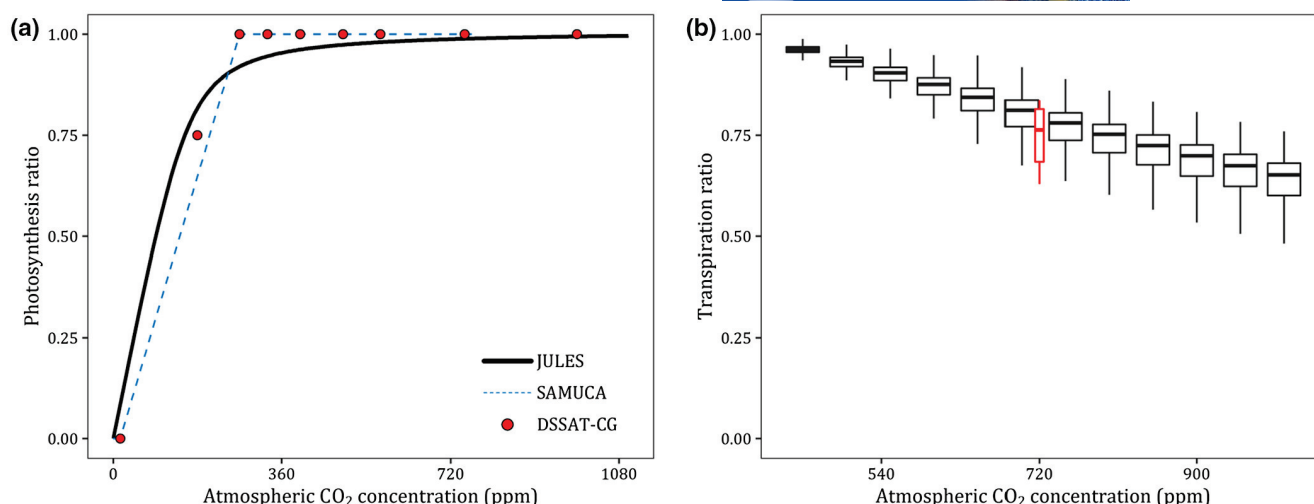 (a)
1.00
0.75
0.50
0.25
0.00
Photosynthesis ratio
JULES
SAMUCA
DSSAT-CG
0
360
720
1080
Atmospheric CO₂ concentration (ppm)
(b)
1.00
0.75
0.50
0.25
0.00
Transpiration ratio
540
720
900
Atmospheric CO₂ concentration (ppm)